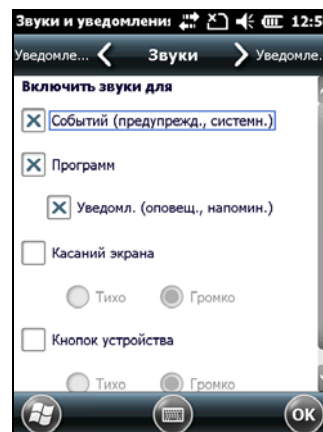 Звуки и уведомлени: 12:5
Уведомле... Звуки Уведомле.
Включить звуки для
Событий (предупрежд., системн.)
Программ
Уведомл. (оповещ., напомин.)
Касаний экрана
Тихо Громко
Кнопок устройства
Тихо Громко
OK